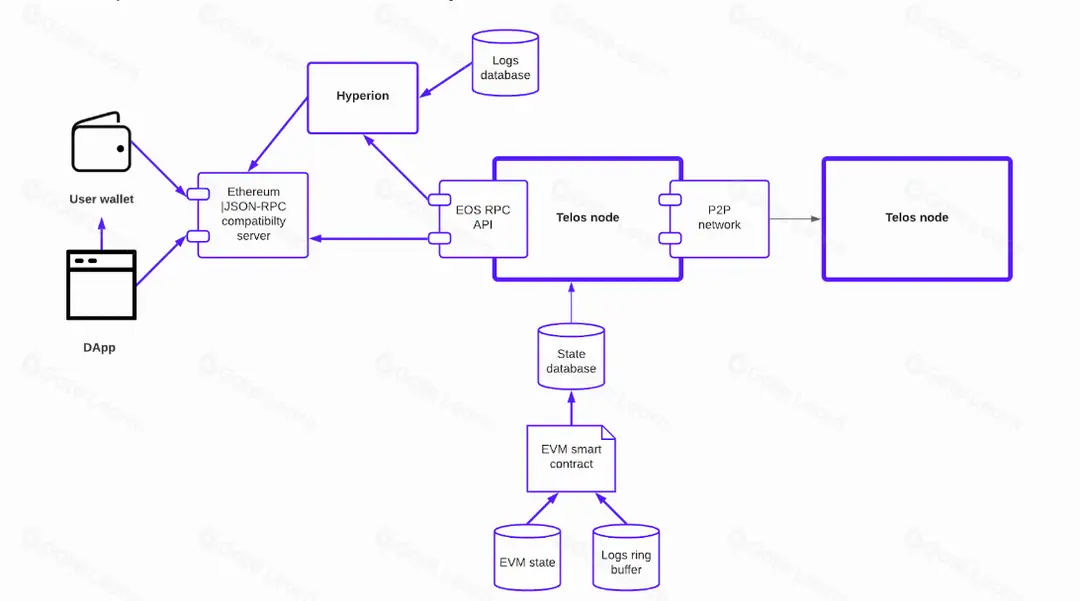 Logs
database
Hyperion
User wallet
Ethereum
|JSON-RPC
compatibilty
server
EOS RPC
API
Telos node
P2P
network
Telos node
DApp
State
database
EVM smart
contract
EVM state
Logs ring
buffer